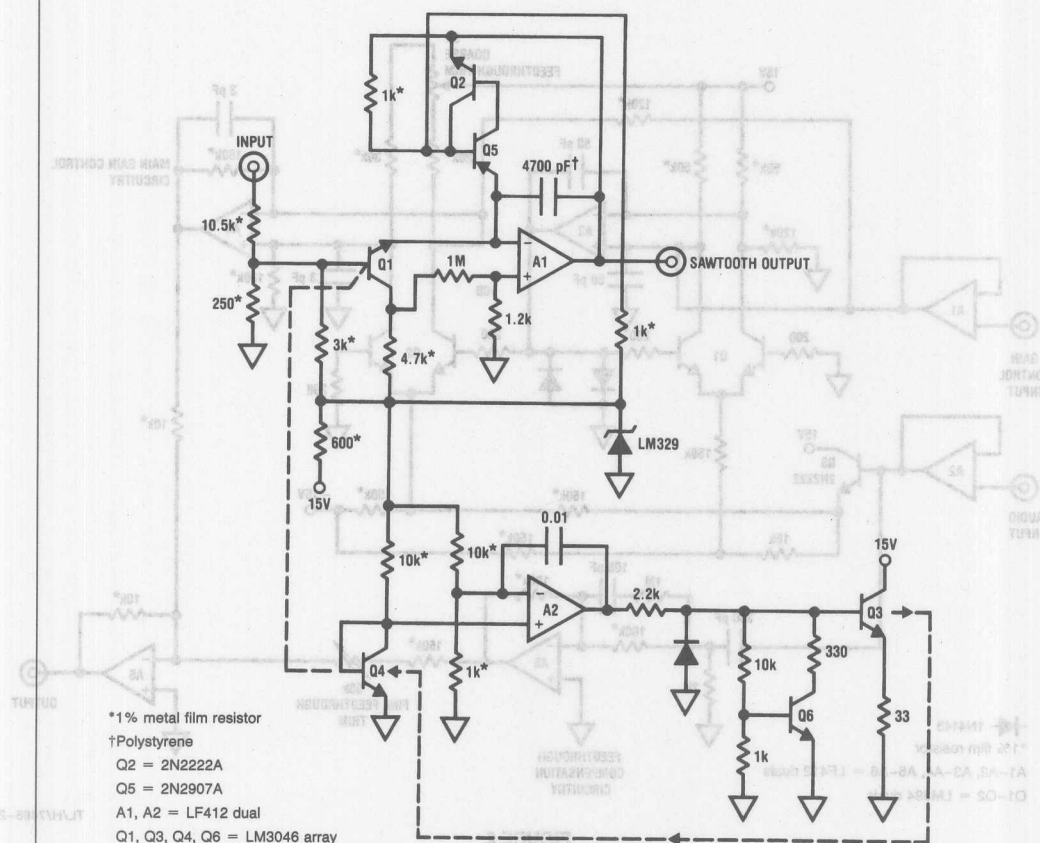 Q2
1k*
Q5
INPUT
4700 pF†
10.5k*
Q1
1M
A1
SAWTOOTH OUTPUT
250*
1.2k
3k*
4.7k*
1k*
600*
LM329
15V
0.01
10k*
10k*
15V
A2
2.2k
Q3
Q4
1k*
10k
330
Q6
33
1k
*1% metal film resistor
†Polystyrene
Q2 = 2N2222A
Q5 = 2N2907A
A1, A2 = LF412 dual
Q1, Q3, Q4, Q6 = LM3046 array